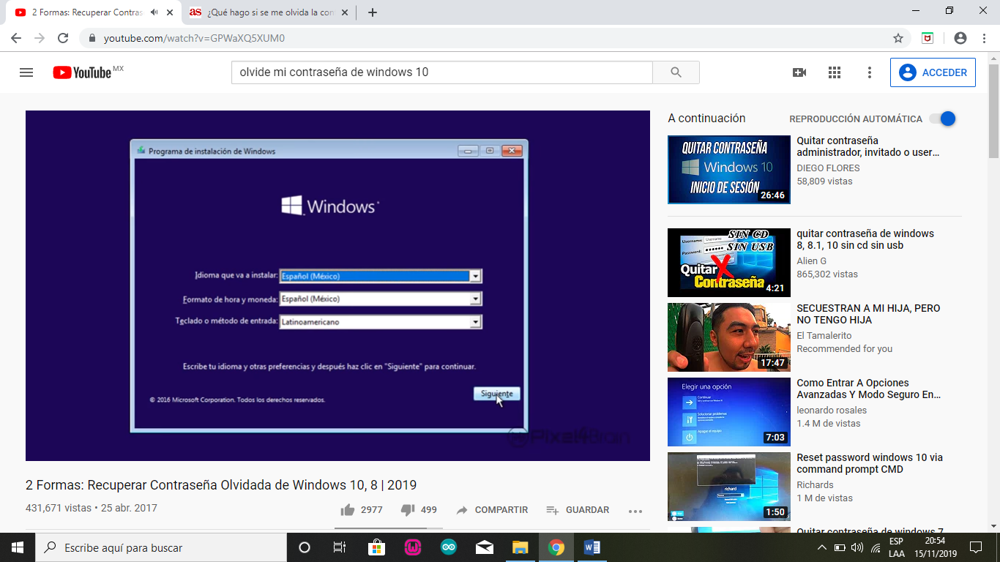 2 Formas: Recuperar Contras
as ¿Qué hago si se me olvida la con
youtube.com/watch?v=GPWaXQ5XUM0
YouTube MX
olvide mi contraseña de windows 10
ACCEDER
Programa de instalación de Windows
Windows
Idioma que va a instalar: Español (México)
Formato de hora y moneda: Español (México)
Teclado o método de entrada: Latinoamericano
Escribe tu idioma y otras preferencias y después haz clic en "Siguiente" para continuar.
Siguiente
© 2016 Microsoft Corporation. Todos los derechos reservados.
2 Formas: Recuperar Contraseña Olvidada de Windows 10, 8 | 2019
431,671 vistas • 25 abr. 2017
2977
499
COMPARTIR
GUARDAR
A continuación
REPRODUCCIÓN AUTOMÁTICA
QUITAR CONTRASEÑA
Windows 10
INICIO DE SESIÓN
26:46
Quitar contraseña
administrador, invitado o user...
DIEGO FLORES
58,809 vistas
SIN CD
SIN USB
Username:
Username
Password:
Quitar
Contraseña
4:21
quitar contraseña de windows
8, 8.1, 10 sin cd sin usb
Alien G
865,302 vistas
17:47
SECUESTRAN A MI HIJA, PERO
NO TENGO HIJA
El Tamalerito
Recommended for you
Elegir una opción
Continuar
Solucionar problemas
Apagar el equipo
7:03
Como Entrar A Opciones
Avanzadas Y Modo Seguro En...
leonardo rosales
1.4 M de vistas
richard
1:50
Reset password windows 10 via
command prompt CMD
Richards
1 M de vistas
Quitar contraseña de windows 7
Escribe aquí para buscar
ESP
LAA
20:54
15/11/2019